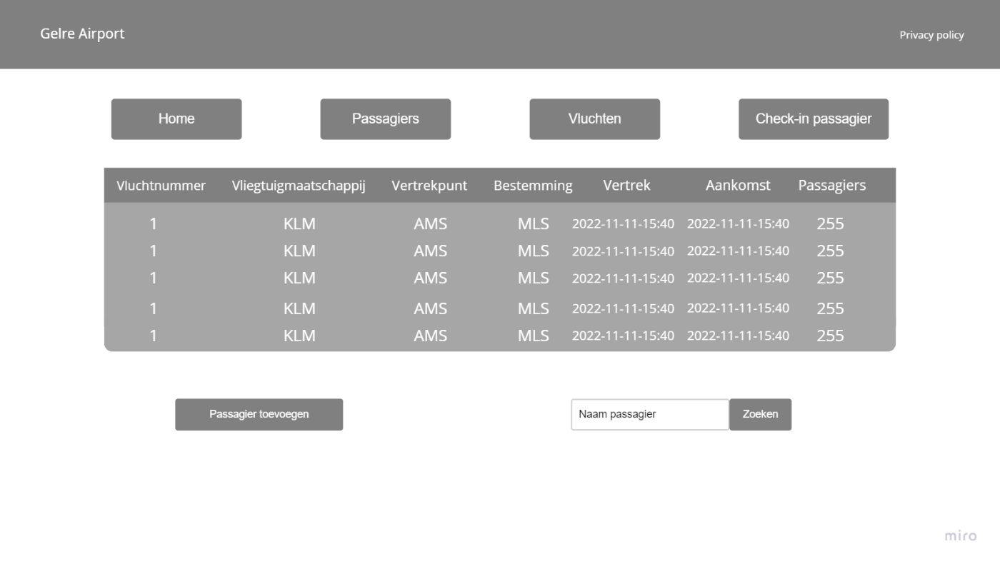 Gelre Airport Privacy policy
Home Passagiers Vluchten Check-in passagier
Vluchtnummer Vliegtuigmaatschappij Vertrekpunt Bestemming Vertrek Aankomst Passagiers
1 KLM AMS MLS 2022-11-11-15:40 2022-11-11-15:40 255
1 KLM AMS MLS 2022-11-11-15:40 2022-11-11-15:40 255
1 KLM AMS MLS 2022-11-11-15:40 2022-11-11-15:40 255
1 KLM AMS MLS 2022-11-11-15:40 2022-11-11-15:40 255
1 KLM AMS MLS 2022-11-11-15:40 2022-11-11-15:40 255
Passagier toevoegen Naam passagier Zoeken
miro